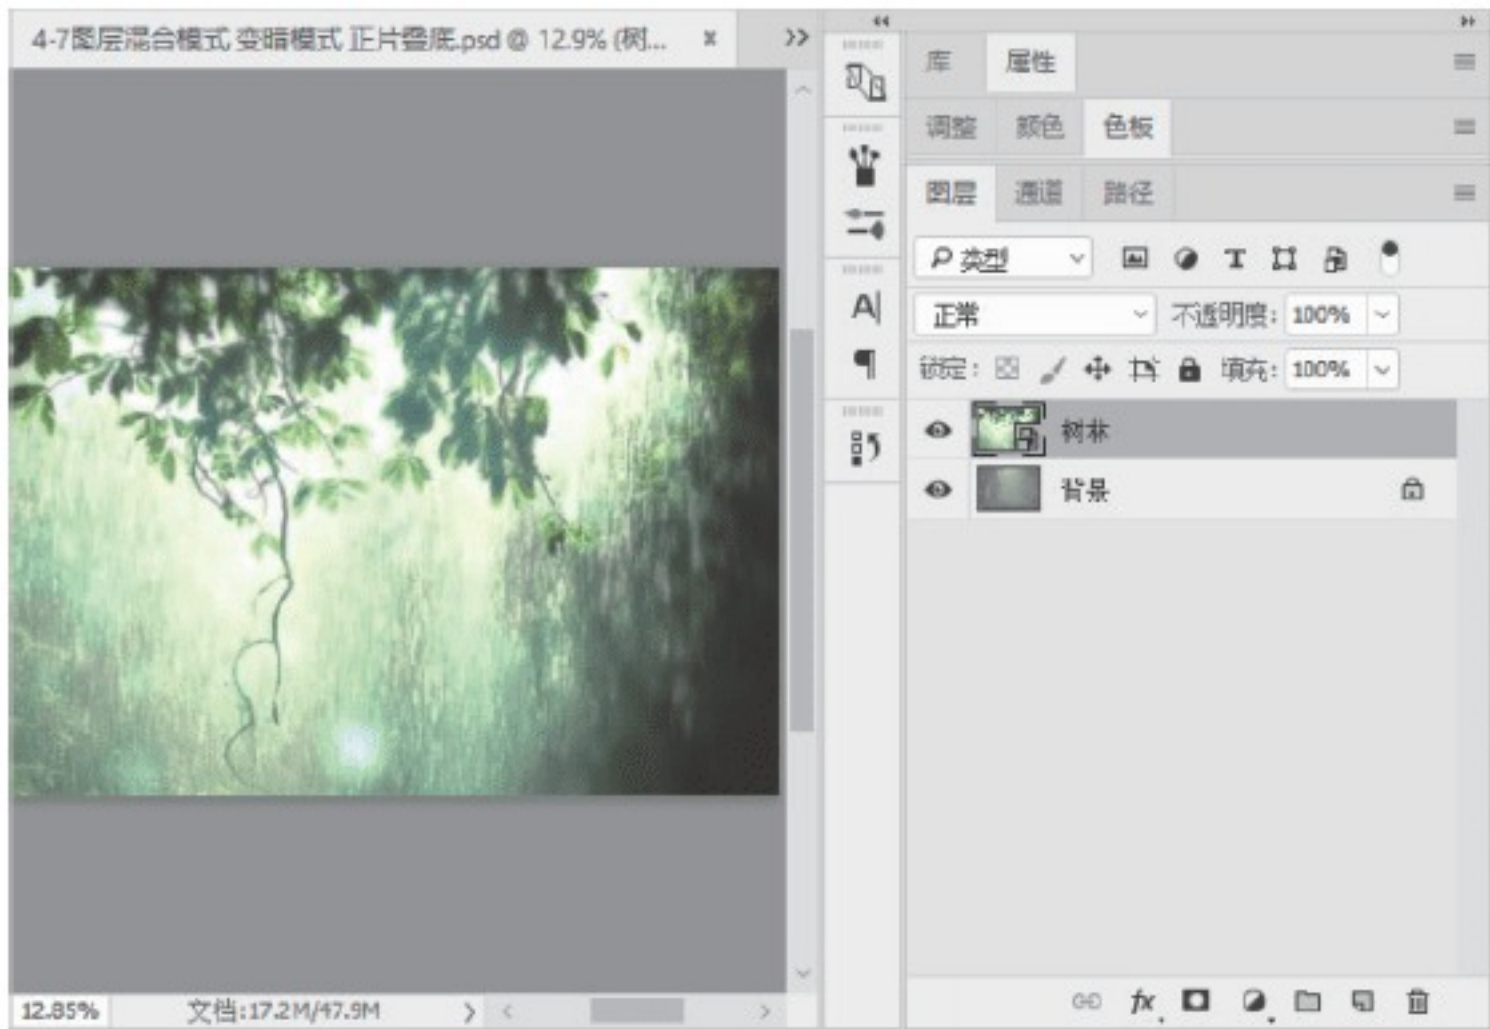 4-7图层混合模式 变暗模式 正片叠底.psd @ 12.9% (树...
库 属性
调整 颜色 色板
图层 通道 路径
类型
正常 不透明度: 100%
锁定: 填充: 100%
树林
背景
12.85% 文档:17.2M/47.9M